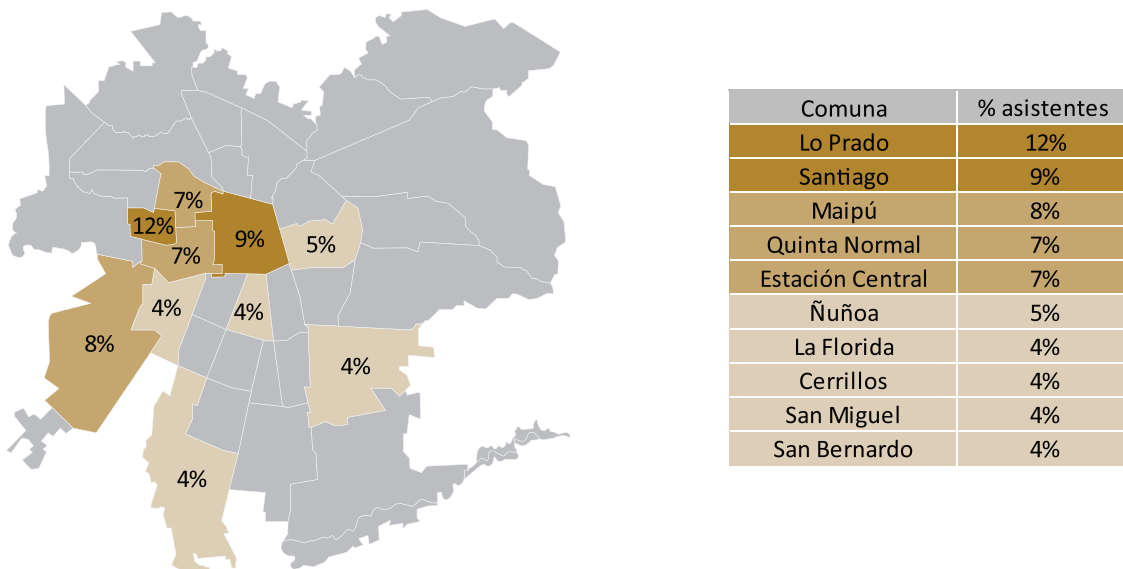 7%
12%
9%
5%
7%
4%
4%
8%
4%
4%
Comuna % asistentes
Lo Prado 12%
Santiago 9%
Maipú 8%
Quinta Normal 7%
Estación Central 7%
Ñuñoa 5%
La Florida 4%
Cerrillos 4%
San Miguel 4%
San Bernardo 4%